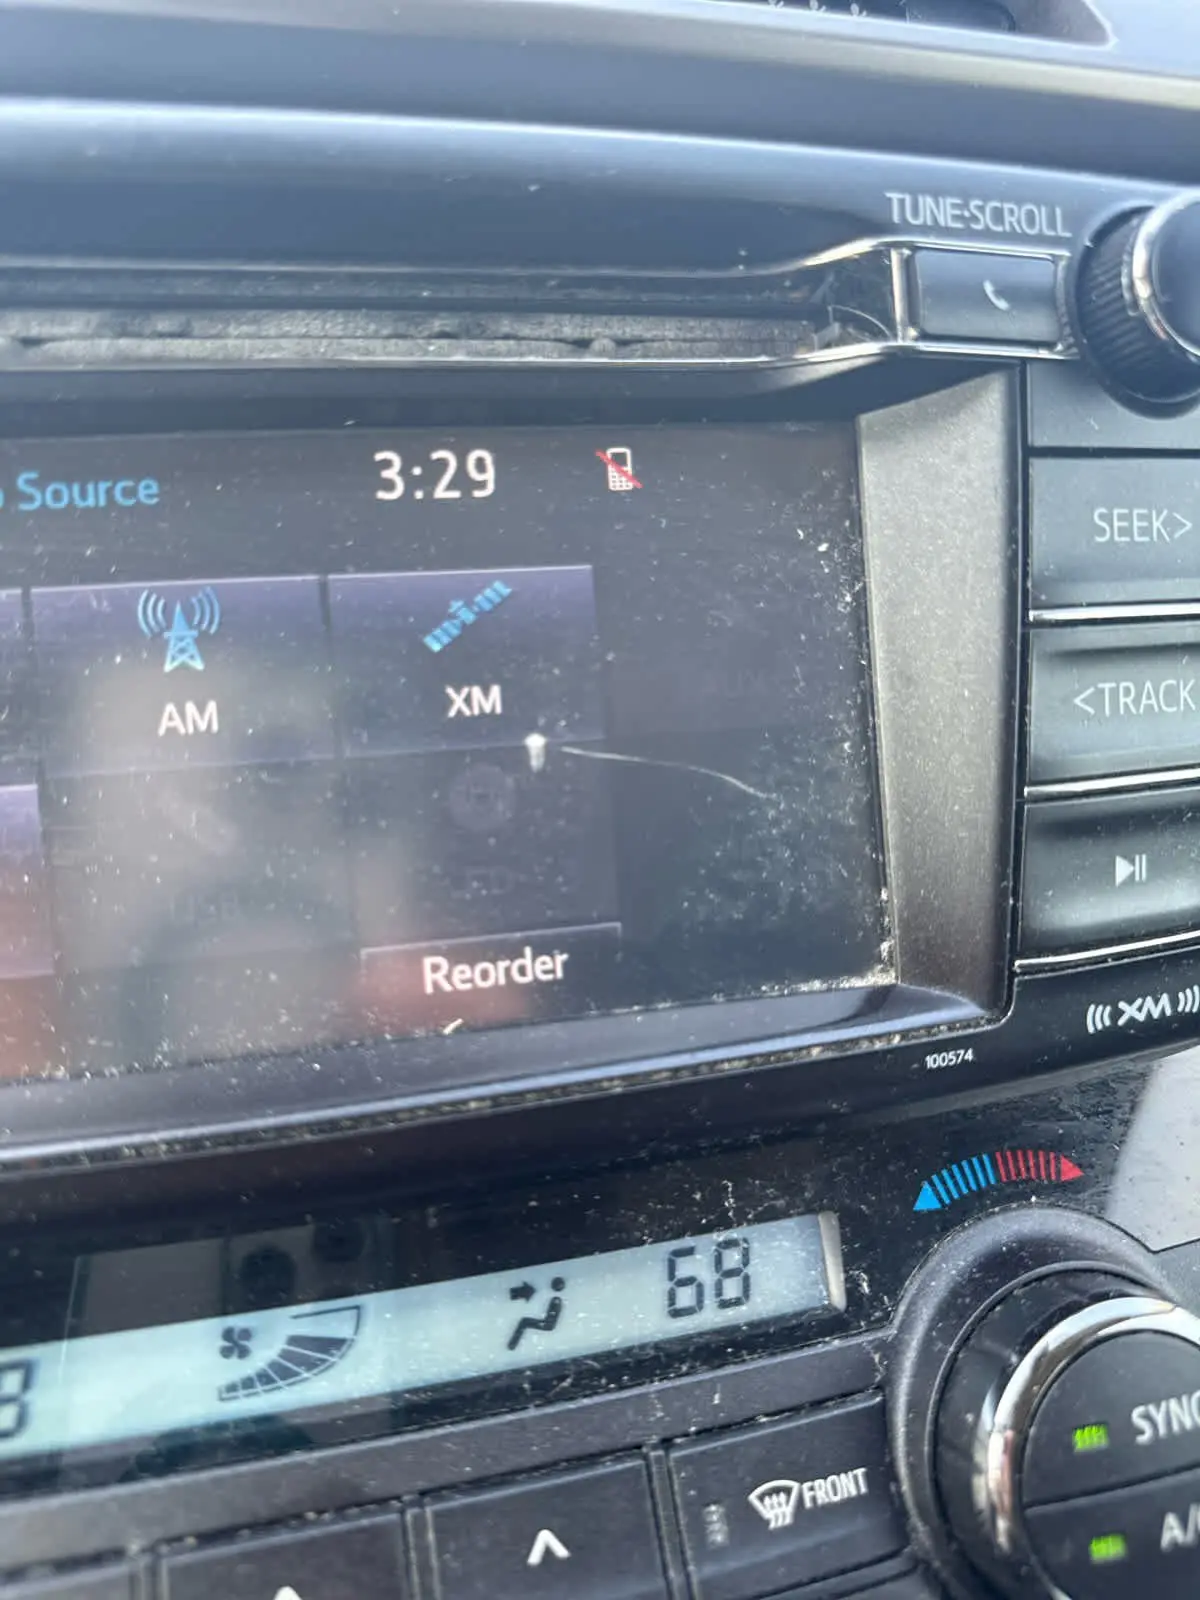 TUNE·SCROLL
Source
3:29
SEEK>
AM
XM
<TRACK
Reorder
XM
100574
68
SYNC
FRONT
A/